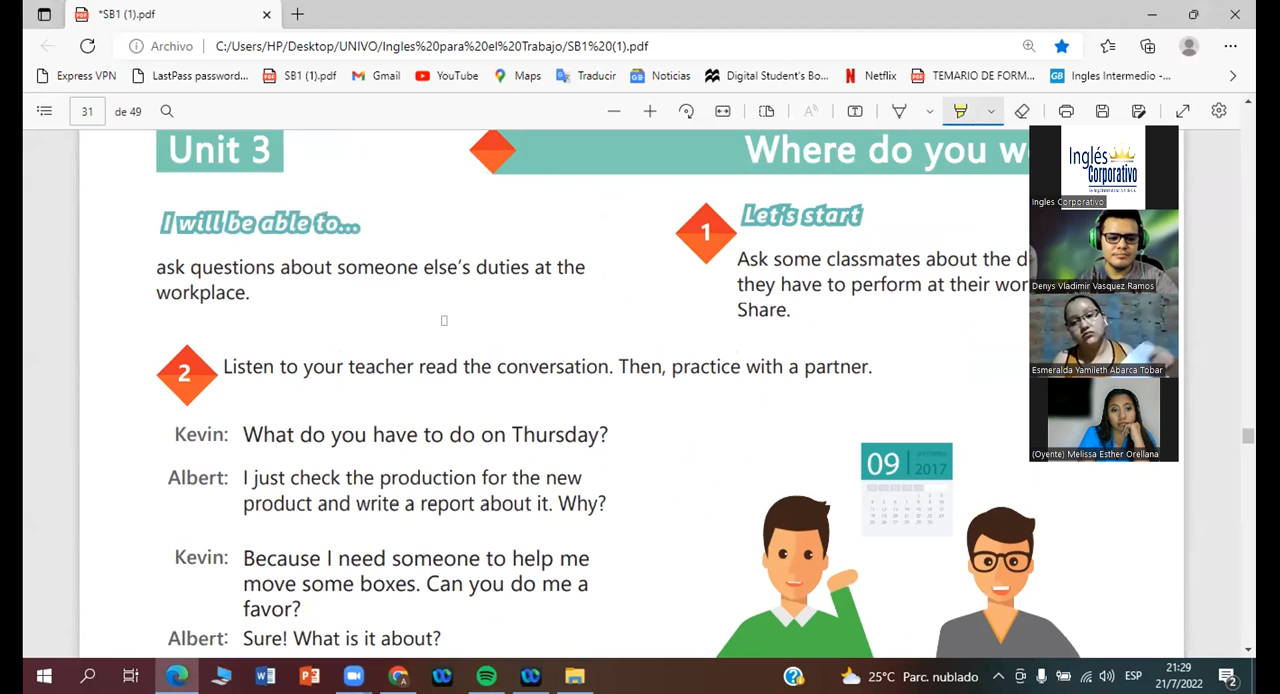 *SB1 (1).pdf
Archivo C:/Users/HP/Desktop/UNIVO/Ingles%20para%20el%20Trabajo/SB1%20(1).pdf
Express VPN LastPass password... SB1 (1).pdf Gmail YouTube Maps Traducir Noticias Digital Student's Bo... Netflix TEMARIO DE FORM... Ingles Intermedio -...
31 de 49
Unit 3
Where do you w
I will be able to...
ask questions about someone else's duties at the
workplace.
1
Let's start
Ask some classmates about the d
they have to perform at their wor
Share.
2
Listen to your teacher read the conversation. Then, practice with a partner.
Kevin: What do you have to do on Thursday?
Albert: I just check the production for the new
product and write a report about it. Why?
Kevin: Because I need someone to help me
move some boxes. Can you do me a
favor?
Albert: Sure! What is it about?
09 2017
Inglés
Corporativo
Ingles Corporativo
Denys Vladimir Vasquez Ramos
Esmeralda Yamileth Abarca Tobar
(Oyente) Melissa Esther Orellana
25°C Parc. nublado
ESP
21:29
21/7/2022
2